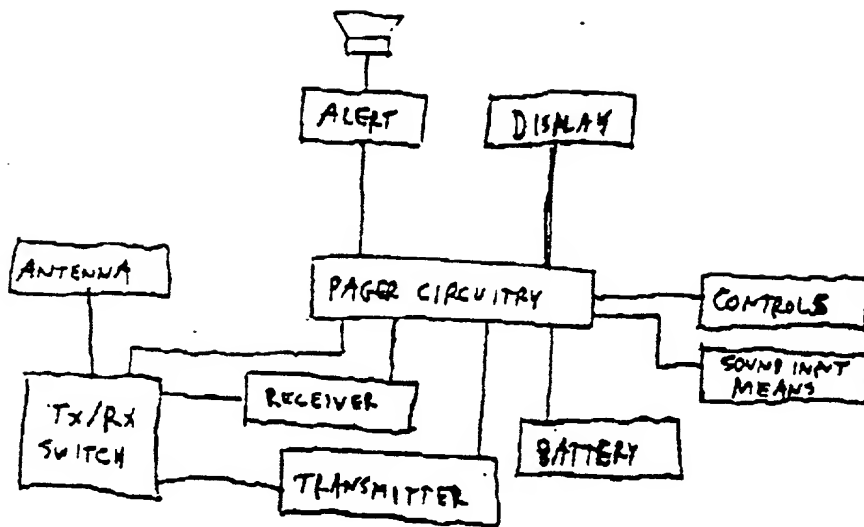 ALERT
DISPLAY
ANTENNA
PAGER CIRCUITRY
CONTROLS
SOUND INPUT
MEANS
Tx/Rx
SWITCH
RECEIVER
BATTERY
TRANSMITTER